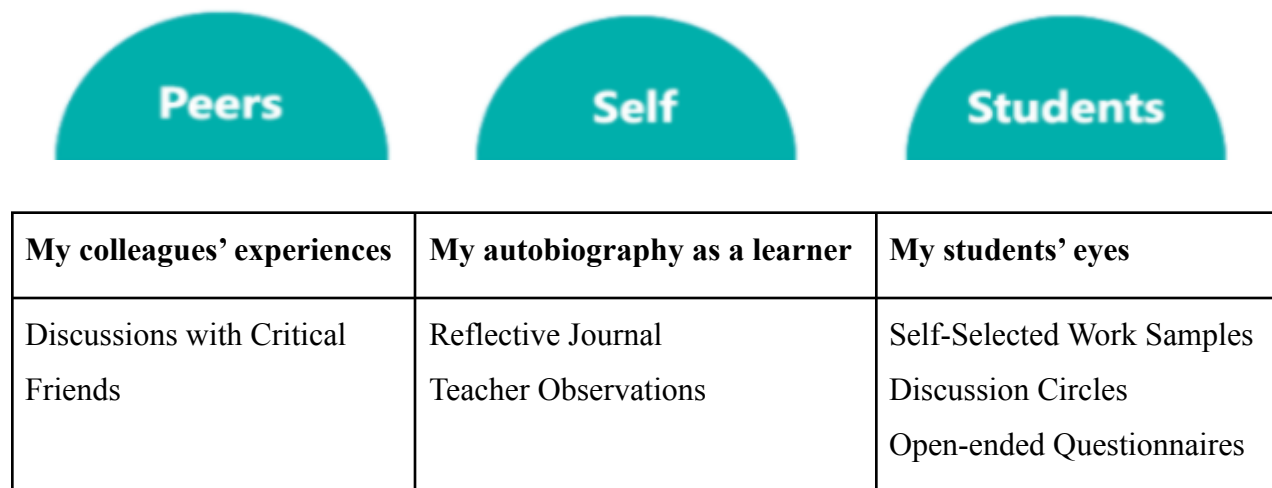 Peers
Self
Students
My colleagues’ experiences
My autobiography as a learner
My students’ eyes
Discussions with Critical
Friends
Reflective Journal
Teacher Observations
Self-Selected Work Samples
Discussion Circles
Open-ended Questionnaires